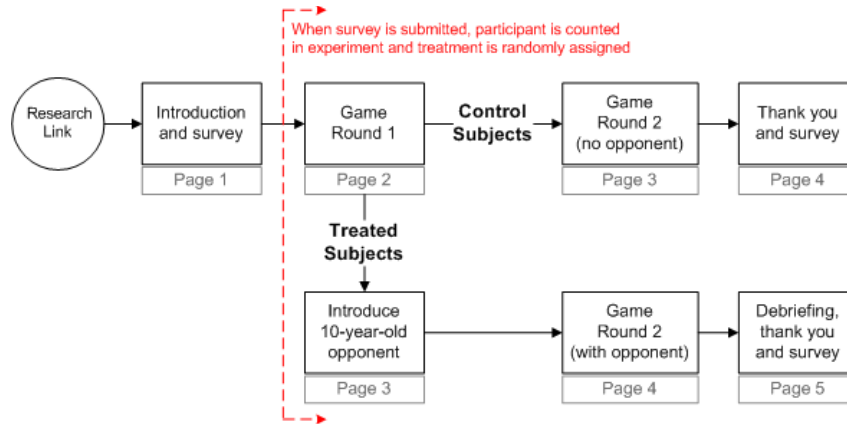 When survey is submitted, participant is counted
in experiment and treatment is randomly assigned
Research
Link
Introduction
and survey
Page 1
Game
Round 1
Page 2
Control
Subjects
Game
Round 2
(no opponent)
Page 3
Thank you
and survey
Page 4
Treated
Subjects
Introduce
10-year-old
opponent
Page 3
Game
Round 2
(with opponent)
Page 4
Debriefing,
thank you
and survey
Page 5